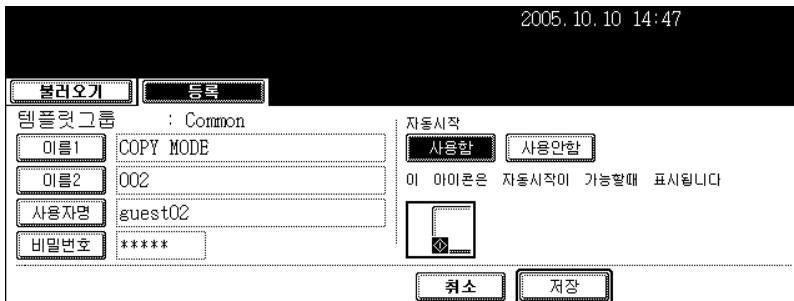 2005.10.10 14:47
불러오기 등록
템플릿그룹 : Common
이름1 COPY MODE
이름2 002
사용자명 guest02
비밀번호 *****
자동시작
사용함 사용안함
이 아이콘은 자동시작이 가능할때 표시됩니다
취소 저장